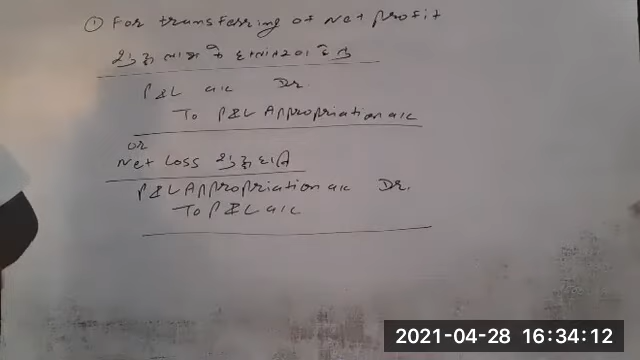 ① For transferring of Net profit
P&L a/c Dr.
To P&L Appropriation a/c
or
Net Loss
P&L Appropriation a/c Dr.
To P&L a/c
2021-04-28 16:34:12